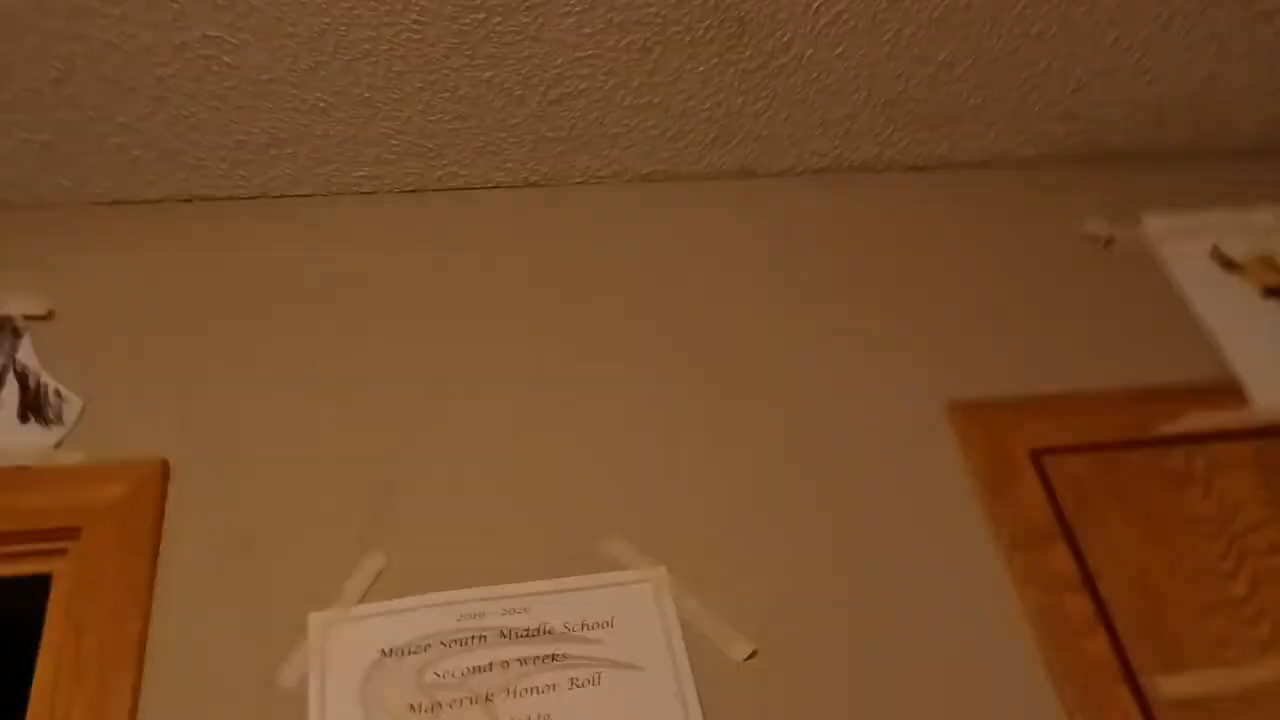 2019 - 2020
Maize South Middle School
Second 9 Weeks
Maverick Honor Roll